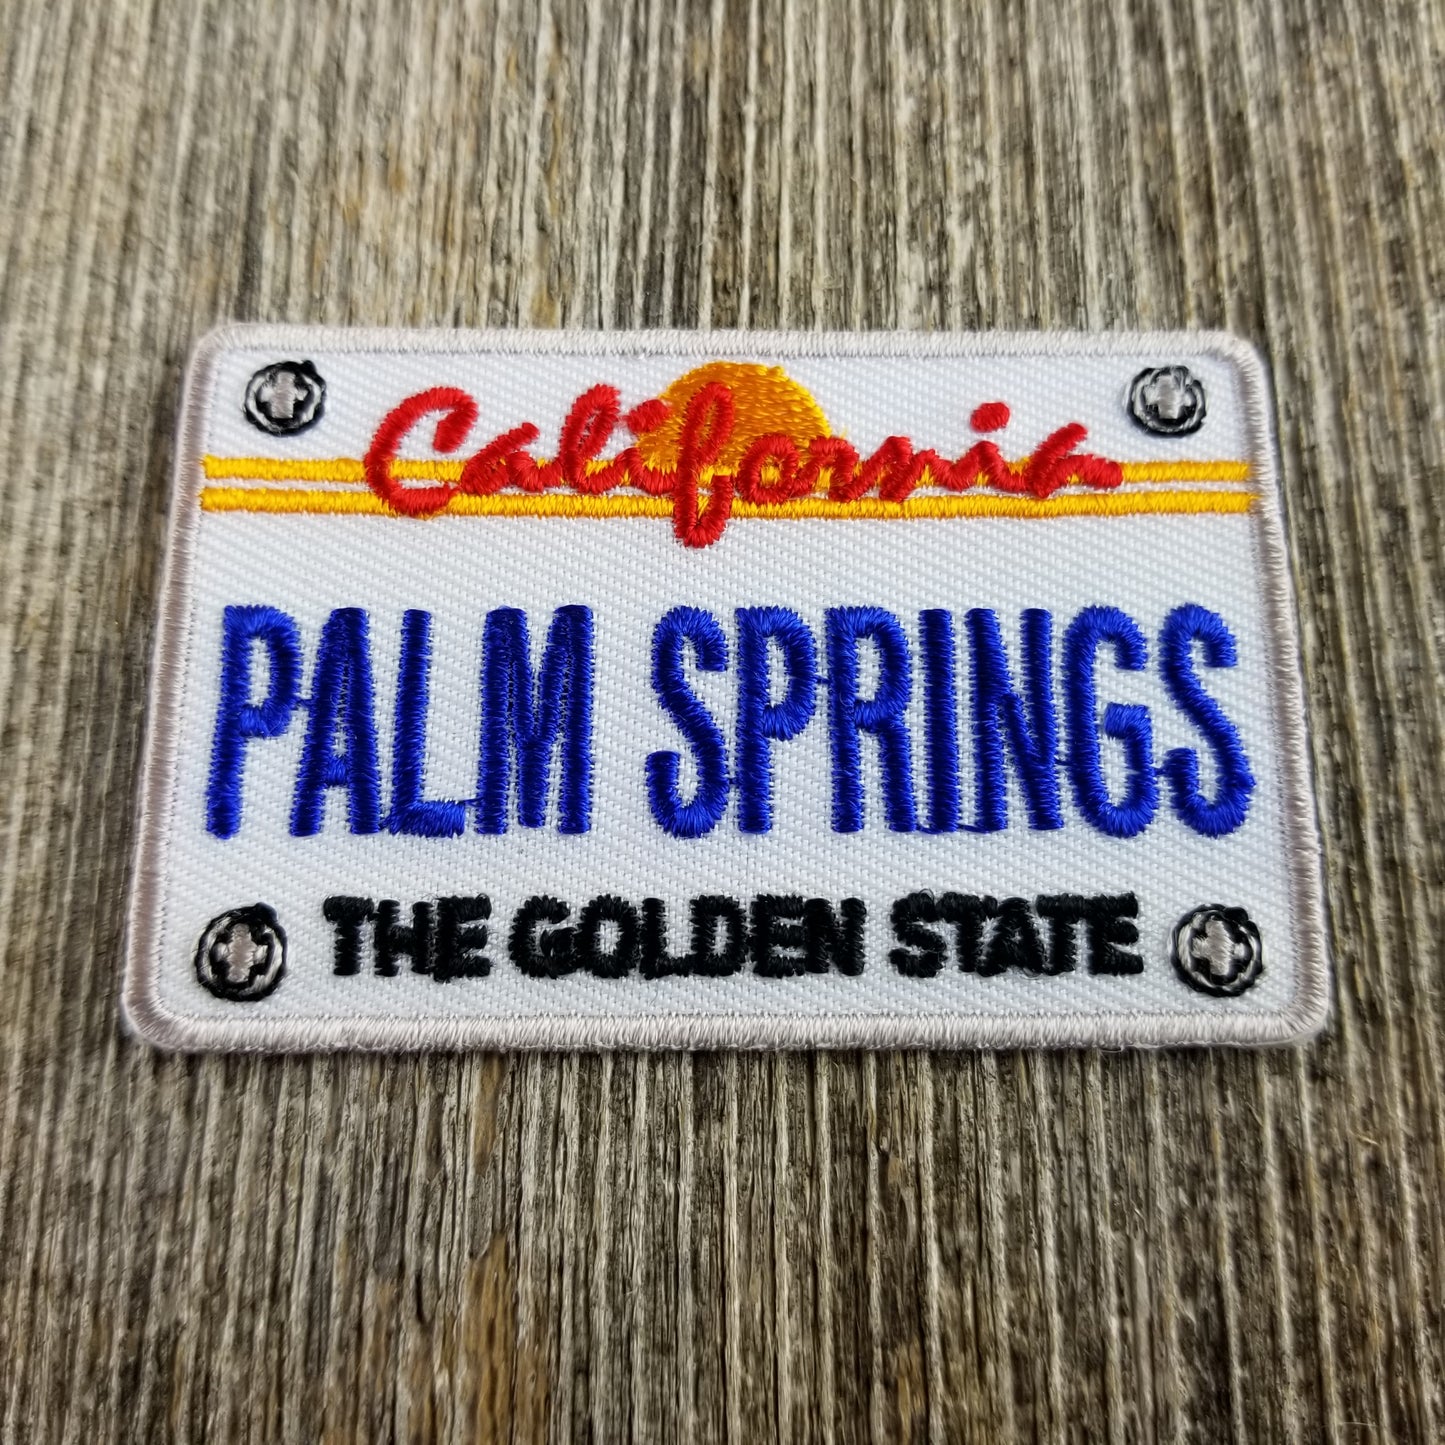 California
PALM SPRINGS
THE GOLDEN STATE